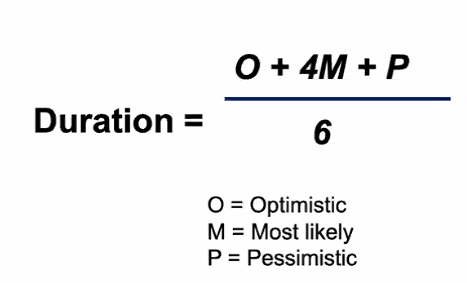 O + 4M + P
Duration =
6
O = Optimistic
M = Most likely
P = Pessimistic